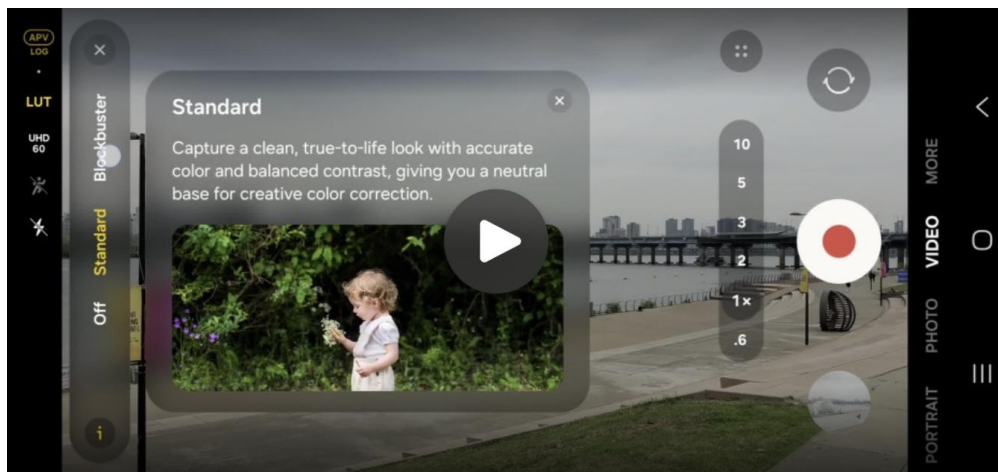 APV
LOG
LUT
UHD
60
Blockbuster
Standard
Off
i
Standard
Capture a clean, true-to-life look with accurate
color and balanced contrast, giving you a neutral
base for creative color correction.
10
5
3
2
1×
.6
MORE
VIDEO
PHOTO
PORTRAIT